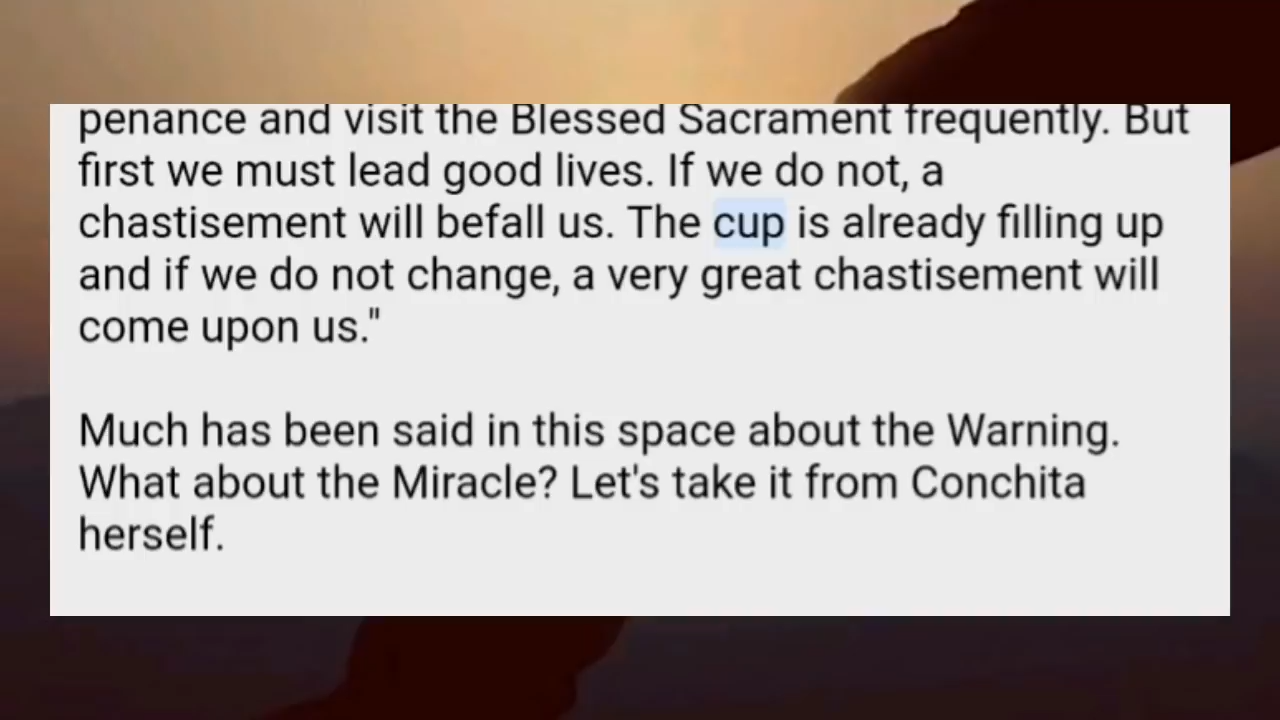 penance and visit the Blessed Sacrament frequently. But
first we must lead good lives. If we do not, a
chastisement will befall us. The cup is already filling up
and if we do not change, a very great chastisement will
come upon us."
Much has been said in this space about the Warning.
What about the Miracle? Let's take it from Conchita
herself.